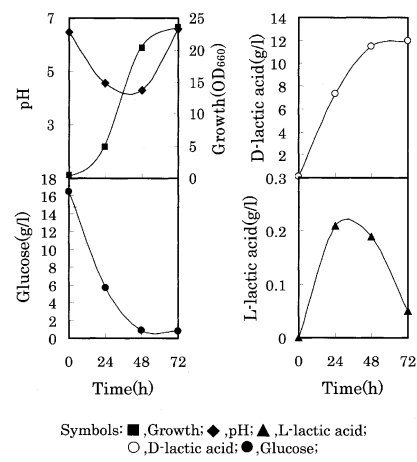 7
5
3
pH
25
20
15
10
5
0
Growth(OD660)
12
10
8
6
4
2
D-lactic acid(g/l)
18
16
14
12
10
8
6
4
2
0
Glucose(g/l)
0.3
0.2
0.1
0
L-lactic acid(g/l)
0 24 48 72
Time(h)
0 24 48 72
Time(h)
Symbols: ■,Growth; ◆,pH; ▲,L-lactic acid;
○,D-lactic acid; ●,Glucose;